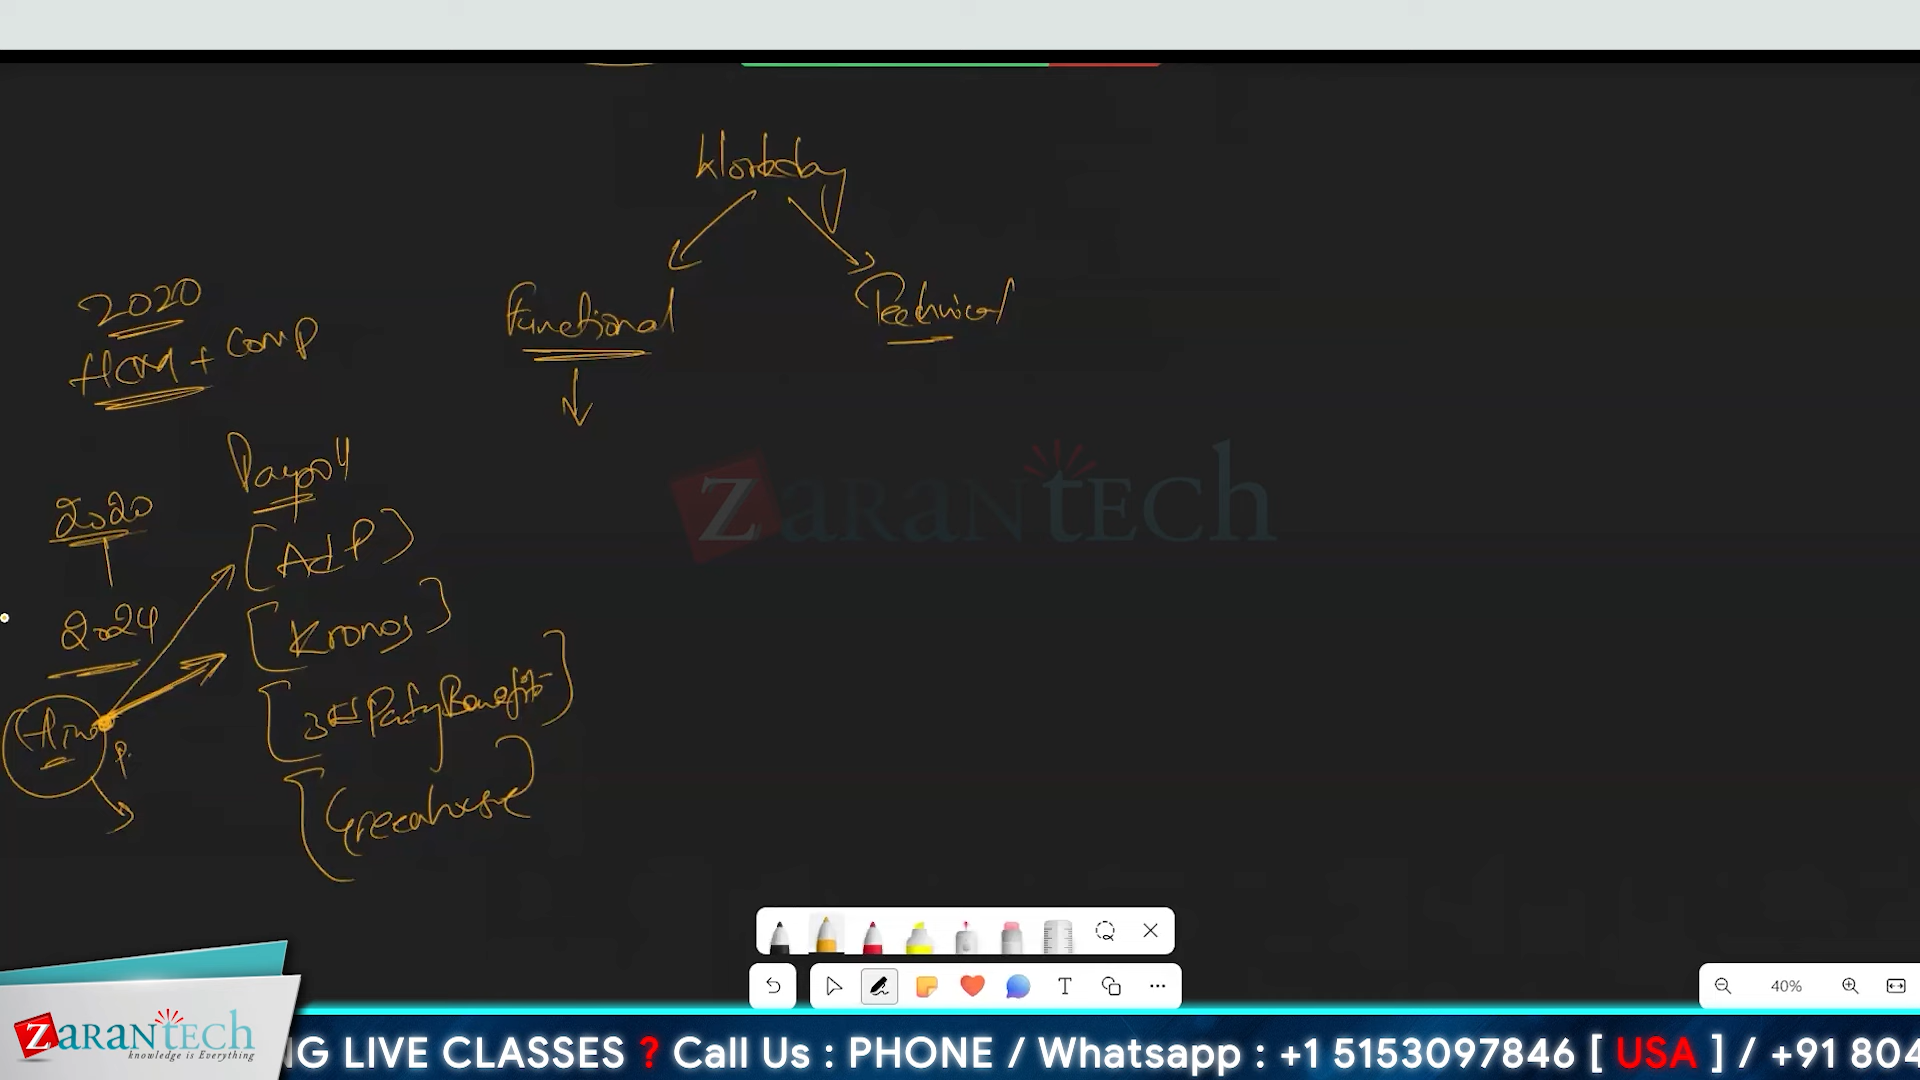 Workday
Functional
Technical
2020
HCM + Comp
Payroll
2020
2024
[AdP]
[Kronos]
[3rd Party Benefits]
[Greenhouse]
P.
ZARANTECH
40%
ZARANTECH
knowledge is Everything
NG LIVE CLASSES ? Call Us : PHONE / Whatsapp : +1 5153097846 [ USA ] / +91 804